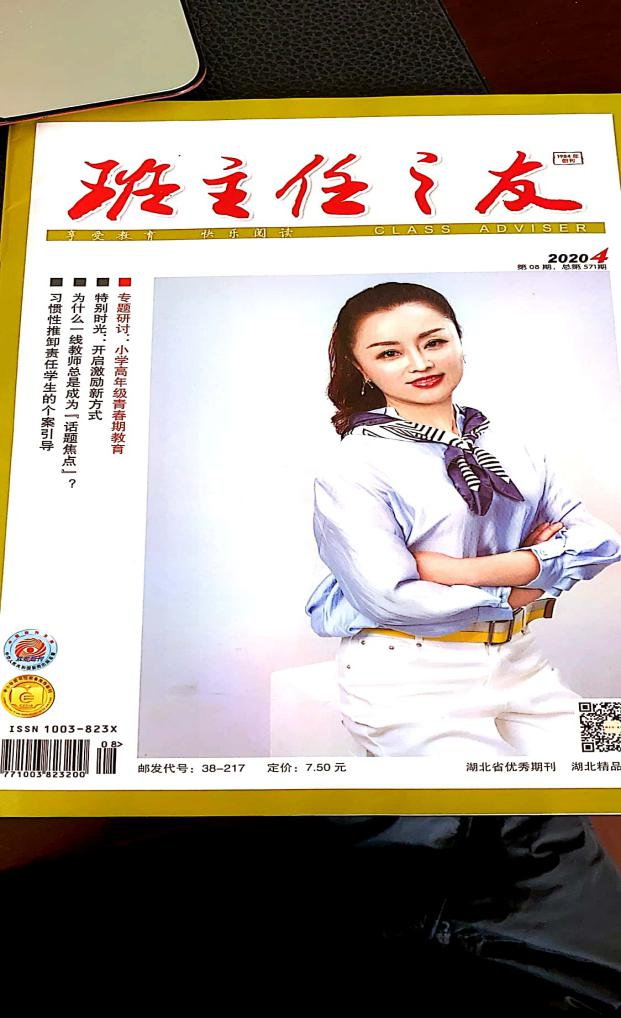 班主任之友
1984年
创刊
享受教育 快乐阅读 CLASS ADVISER
2020 4
第08期,总第571期
■专题研讨:小学高年级青春期教育
■特别时光:开启激励新方式
■为什么一线教师总是成为“话题焦点”?
■习惯性推卸责任学生的个案引导
ISSN 1003-823X
08>
771003823200
邮发代号:38-217 定价:7.50元 湖北省优秀期刊 湖北精品